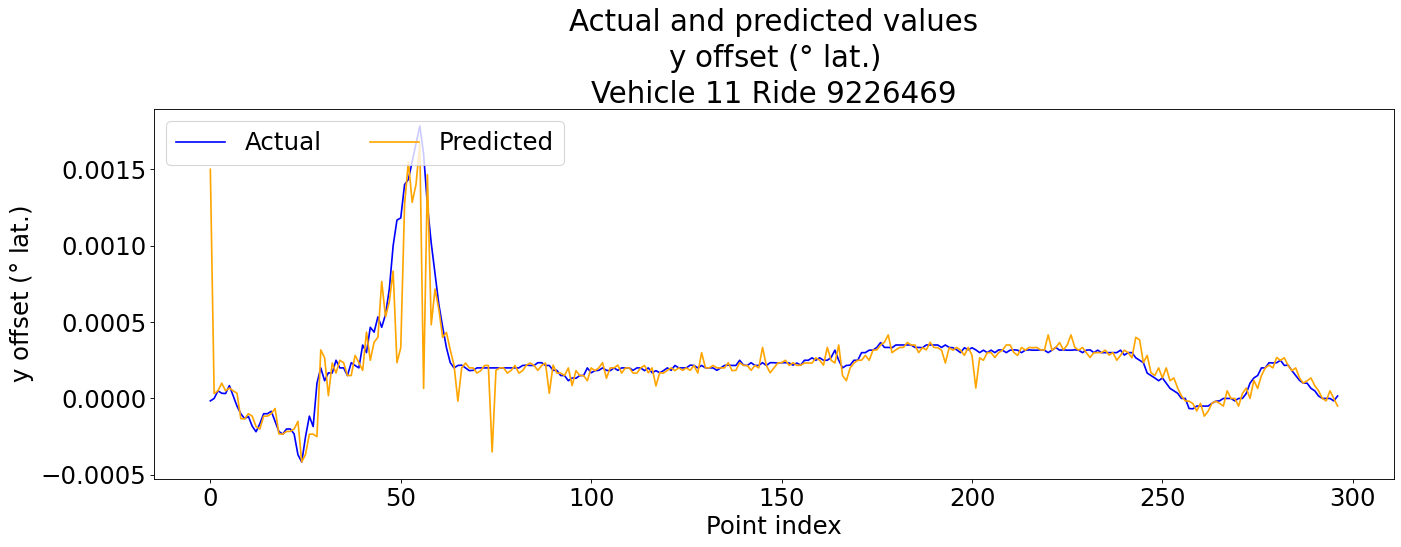 Actual and predicted values
y offset (° lat.)
Vehicle 11 Ride 9226469
Actual Predicted
y offset (° lat.)
0.0015
0.0010
0.0005
0.0000
−0.0005
0 50 100 150 200 250 300
Point index